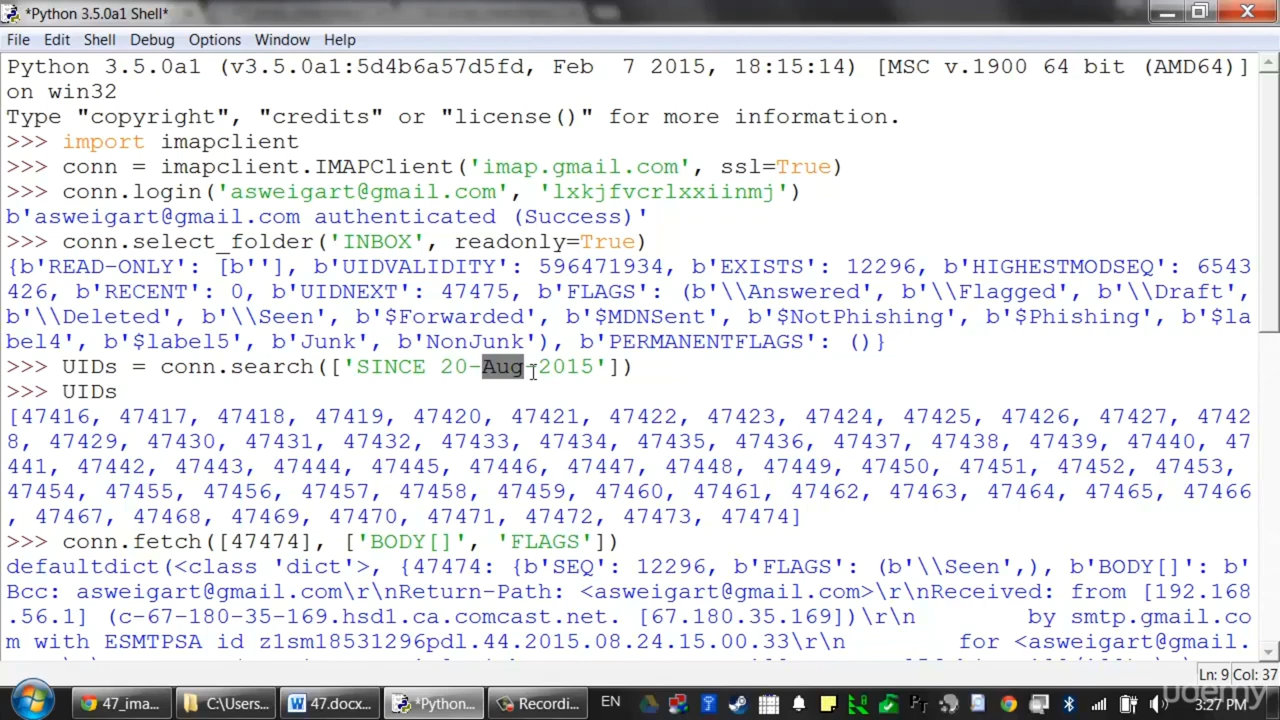 *Python 3.5.0a1 Shell*
File Edit Shell Debug Options Window Help
Python 3.5.0a1 (v3.5.0a1:5d4b6a57d5fd, Feb  7 2015, 18:15:14) [MSC v.1900 64 bit (AMD64)]
on win32
Type "copyright", "credits" or "license()" for more information.
>>> import imapclient
>>> conn = imapclient.IMAPClient('imap.gmail.com', ssl=True)
>>> conn.login('asweigart@gmail.com', 'lxkjfvcrlxxiinmj')
b'asweigart@gmail.com authenticated (Success)'
>>> conn.select_folder('INBOX', readonly=True)
{b'READ-ONLY': [b''], b'UIDVALIDITY': 596471934, b'EXISTS': 12296, b'HIGHESTMODSEQ': 6543
426, b'RECENT': 0, b'UIDNEXT': 47475, b'FLAGS': (b'\\Answered', b'\\Flagged', b'\\Draft',
b'\\Deleted', b'\\Seen', b'$Forwarded', b'$MDNSent', b'$NotPhishing', b'$Phishing', b'$la
bel4', b'$label5', b'Junk', b'NonJunk'), b'PERMANENTFLAGS': ()}
>>> UIDs = conn.search(['SINCE 20-Aug-2015'])
>>> UIDs
[47416, 47417, 47418, 47419, 47420, 47421, 47422, 47423, 47424, 47425, 47426, 47427, 4742
8, 47429, 47430, 47431, 47432, 47433, 47434, 47435, 47436, 47437, 47438, 47439, 47440, 47
441, 47442, 47443, 47444, 47445, 47446, 47447, 47448, 47449, 47450, 47451, 47452, 47453,
47454, 47455, 47456, 47457, 47458, 47459, 47460, 47461, 47462, 47463, 47464, 47465, 47466
, 47467, 47468, 47469, 47470, 47471, 47472, 47473, 47474]
>>> conn.fetch([47474], ['BODY[]', 'FLAGS'])
defaultdict(<class 'dict'>, {47474: {b'SEQ': 12296, b'FLAGS': (b'\\Seen',), b'BODY[]': b'
Bcc: asweigart@gmail.com\r\nReturn-Path: <asweigart@gmail.com>\r\nReceived: from [192.168
.56.1] (c-67-180-35-169.hsd1.ca.comcast.net. [67.180.35.169])\r\n        by smtp.gmail.co
m with ESMTPSA id z1sm18531296pdl.44.2015.08.24.15.00.33\r\n        for <asweigart@gmail.
Ln: 9 Col: 37
47_ima... C:\Users... 47.docx... *Python... Recordi... EN 3:27 PM
udemy